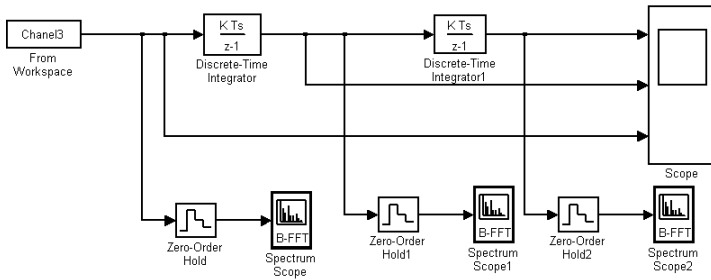 Chanel3
From
Workspace
K Ts
z-1
Discrete-Time
Integrator
K Ts
z-1
Discrete-Time
Integrator1
Scope
Zero-Order
Hold
B-FFT
Spectrum
Scope
Zero-Order
Hold1
B-FFT
Spectrum
Scope1
Zero-Order
Hold2
B-FFT
Spectrum
Scope2